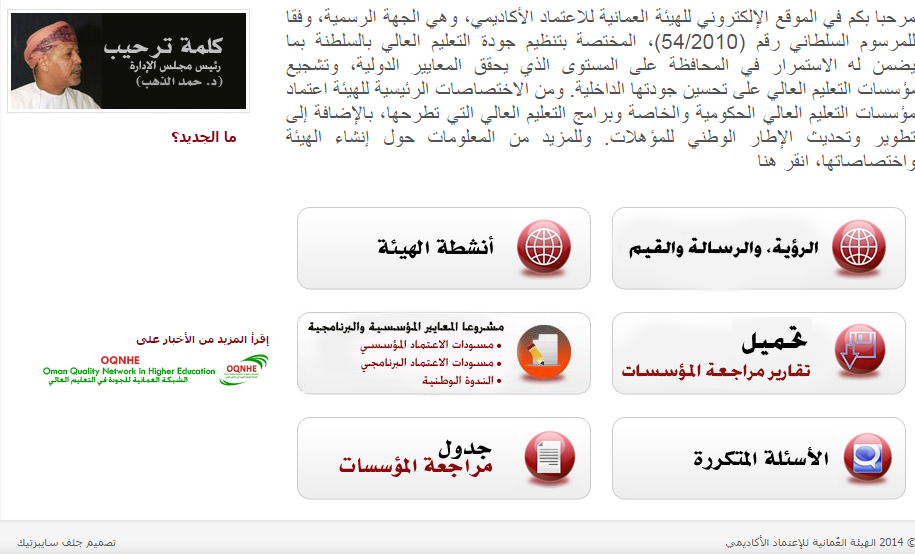 مرحبا بكم في الموقع الإلكتروني للهيئة العمانية للاعتماد الأكاديمي، وهي الجهة الرسمية، وفقا
للمرسوم السلطاني رقم (54/2010)، المختصة بتنظيم جودة التعليم العالي بالسلطنة بما
يضمن له الاستمرار في المحافظة على المستوى الذي يحقق المعايير الدولية، وتشجيع
مؤسسات التعليم العالي على تحسين جودتها الداخلية. ومن الاختصاصات الرئيسية للهيئة اعتماد
مؤسسات التعليم العالي الحكومية والخاصة وبرامج التعليم العالي التي تطرحها، بالإضافة إلى
تطوير وتحديث الإطار الوطني للمؤهلات. وللمزيد من المعلومات حول إنشاء الهيئة
واختصاصاتها، انقر هنا
كلمة ترحيب
رئيس مجلس الإدارة
(د. حمد الذهب)
ما الجديد؟
الرؤية، والرسالة والقيم
أنشطة الهيئة
تحميل
تقارير مراجعة المؤسسات
مشروعا المعايير المؤسسية والبرامجية
• مسودات الاعتماد المؤسسي
• مسودات الاعتماد البرامجي
• الندوة الوطنية
الأسئلة المتكررة
جدول
مراجعة المؤسسات
إقرأ المزيد من الأخبار على
OQNHE
Oman Quality Network in Higher Education
الشبكة العمانية للجودة في التعليم العالي
OQNHE
© 2014 الهيئة العُمانية للإعتماد الأكاديمي
تصميم جلف سايبرتيك